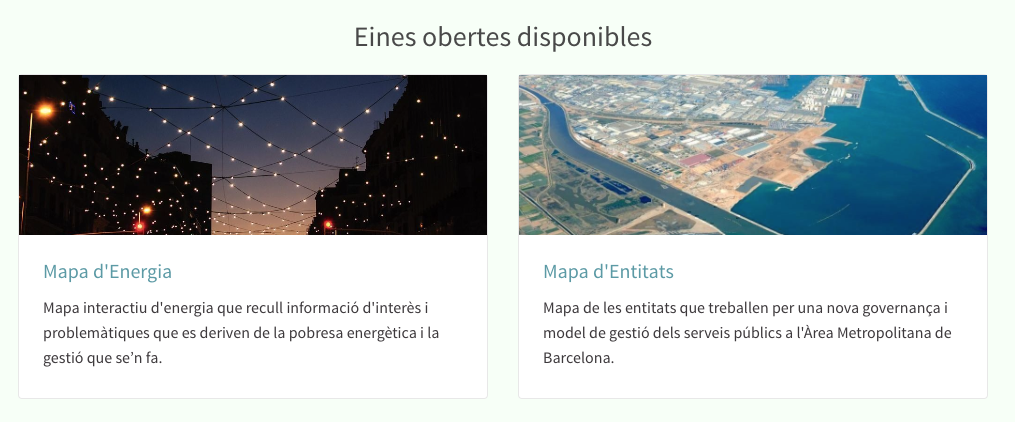 Eines obertes disponibles
Mapa d'Energia
Mapa interactiu d'energia que recull informació d'interès i
problemàtiques que es deriven de la pobresa energètica i la
gestió que se’n fa.
Mapa d'Entitats
Mapa de les entitats que treballen per una nova governança i
model de gestió dels serveis públics a l'Àrea Metropolitana de
Barcelona.